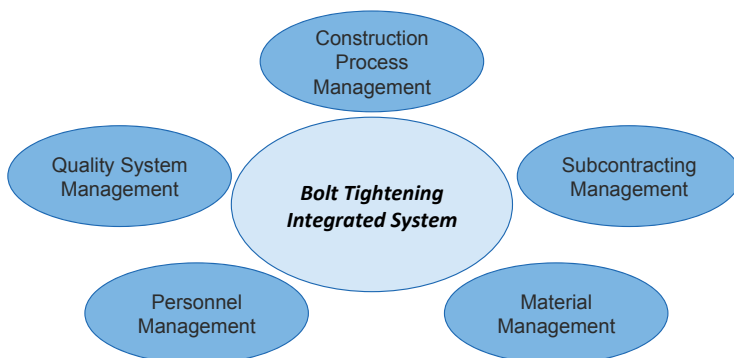 Construction
Process
Management
Quality System
Management
Subcontracting
Management
Bolt Tightening
Integrated System
Personnel
Management
Material
Management